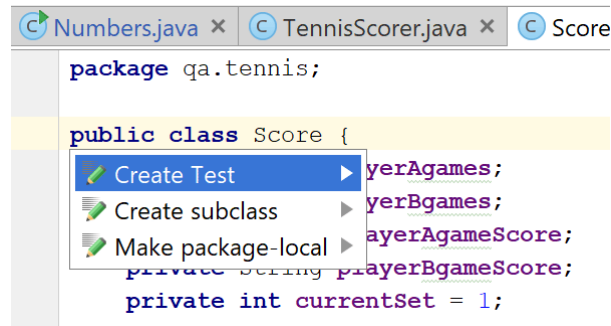 C Numbers.java × C TennisScorer.java × C Score
package qa.tennis;
public class Score {
Create Test yerAgames;
Create subclass yerBgames;
Make package-local ayerAgameScore;
private String playerBgameScore;
private int currentSet = 1;